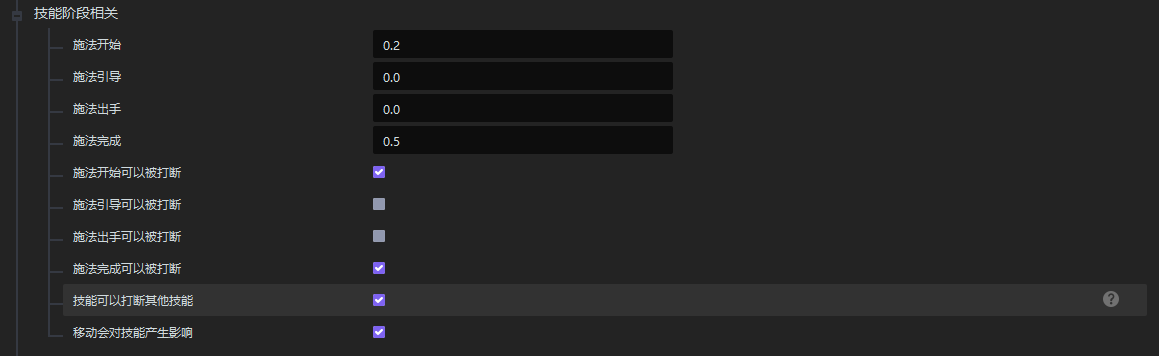 技能阶段相关
施法开始 0.2
施法引导 0.0
施法出手 0.0
施法完成 0.5
施法开始可以被打断
施法引导可以被打断
施法出手可以被打断
施法完成可以被打断
技能可以打断其他技能 ?
移动会对技能产生影响